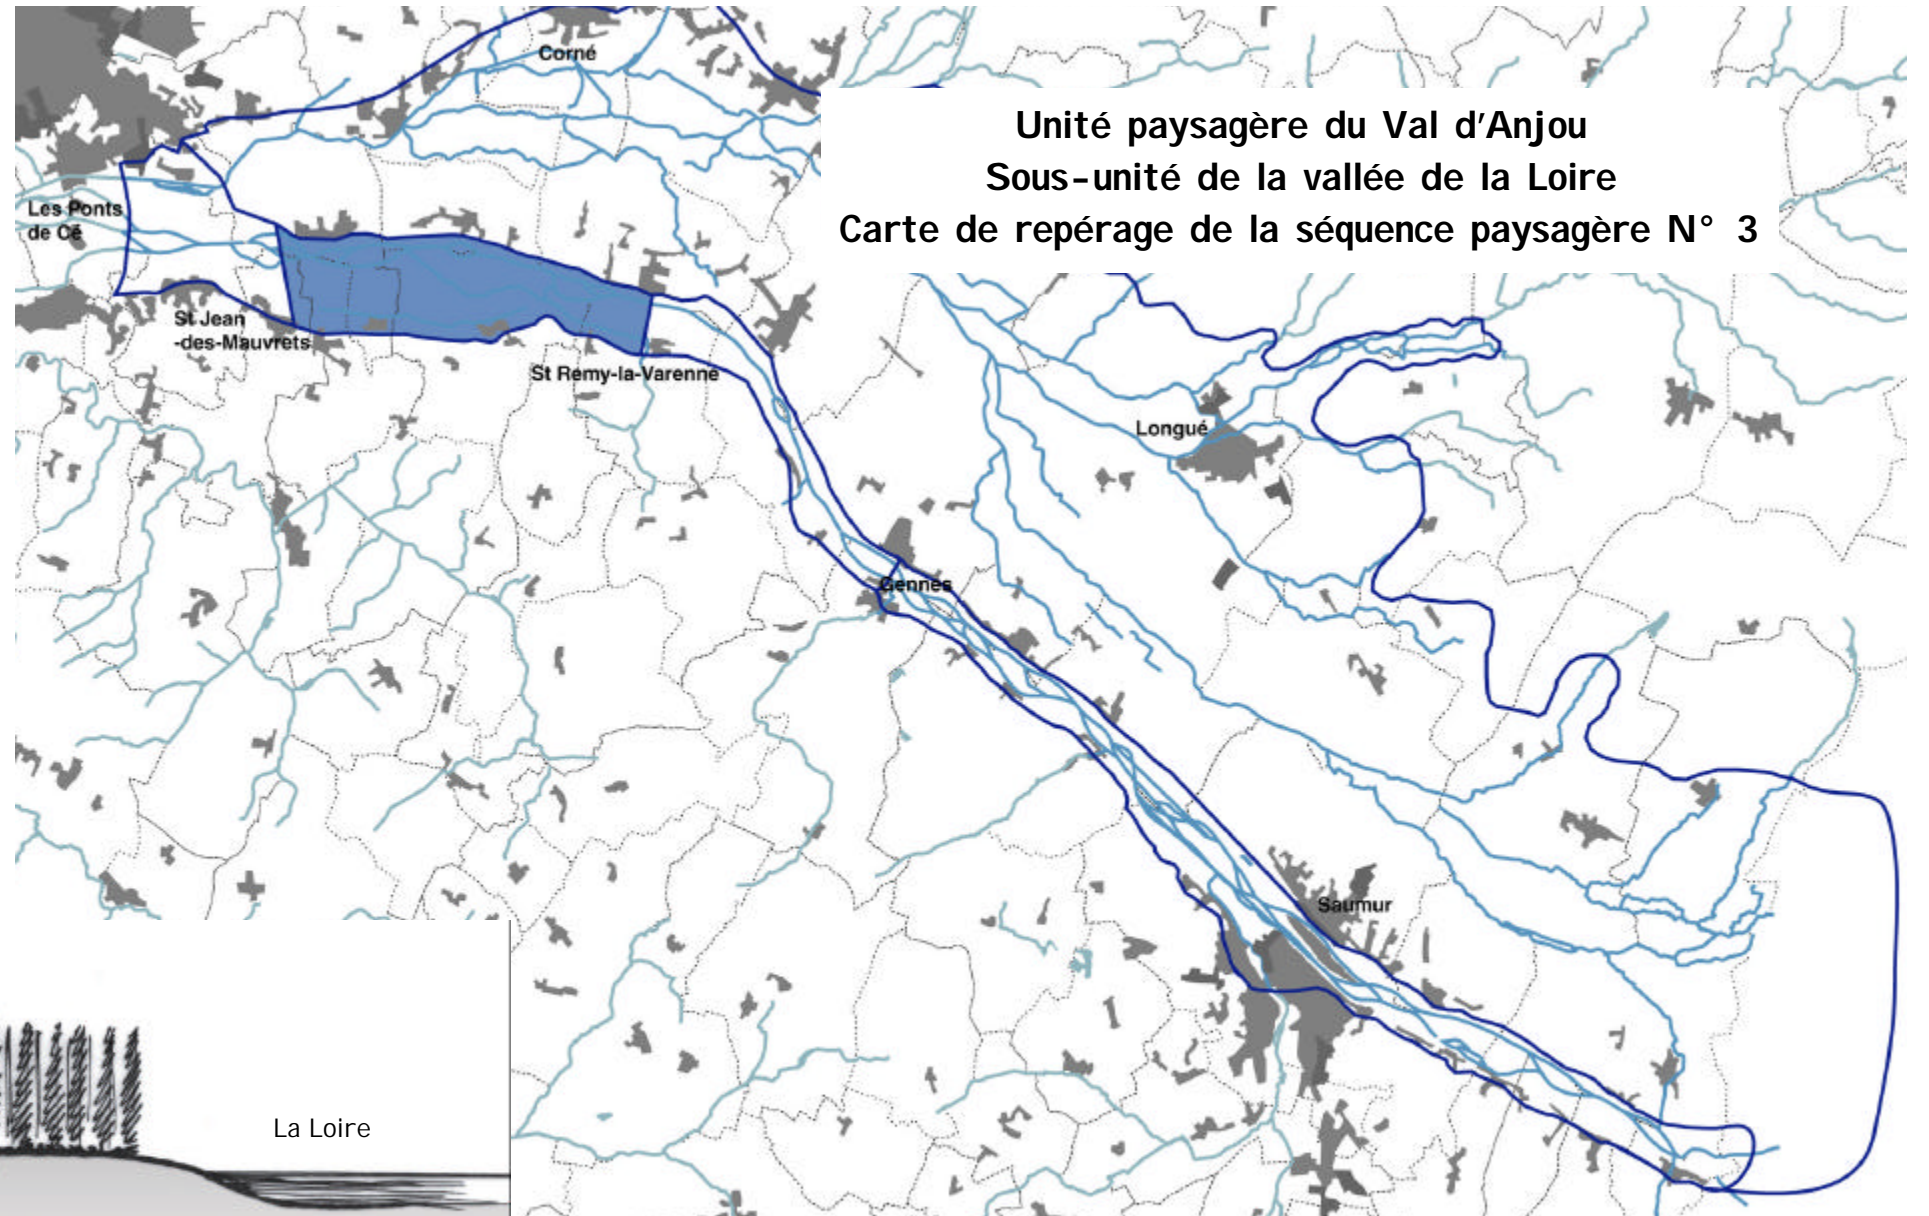 Corné
Unité paysagère du Val d'Anjou
Sous-unité de la vallée de la Loire
Carte de repérage de la séquence paysagère N° 3
Les Ponts
de Cé
St Jean
-des-Mauvrets
St Remy-la-Varenne
Longué
Gennes
Saumur
La Loire